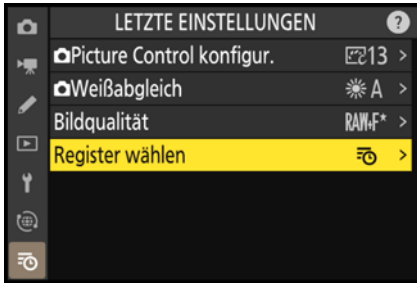 LETZTE EINSTELLUNGEN ?
Picture Control konfigur. 13 >
Weißabgleich A >
Bildqualität RAW+F* >
Register wählen >